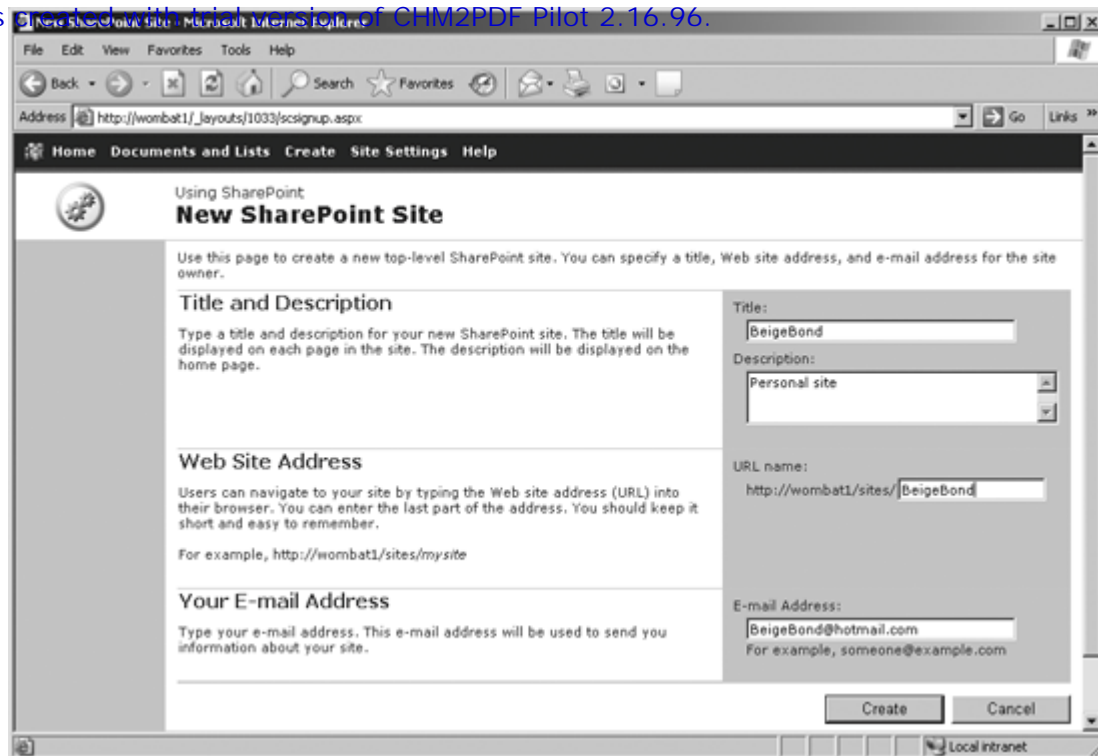 s created with trial version of CHM2PDF Pilot 2.16.96.
New SharePoint Site - Microsoft Internet Explorer
File Edit View Favorites Tools Help
Back Search Favorites
Address http://wombat1/_layouts/1033/scsignup.aspx Go Links »
Home Documents and Lists Create Site Settings Help
Using SharePoint
New SharePoint Site
Use this page to create a new top-level SharePoint site. You can specify a title, Web site address, and e-mail address for the site
owner.
Title and Description
Type a title and description for your new SharePoint site. The title will be
displayed on each page in the site. The description will be displayed on the
home page.
Title:
BeigeBond
Description:
Personal site
Web Site Address
Users can navigate to your site by typing the Web site address (URL) into
their browser. You can enter the last part of the address. You should keep it
short and easy to remember.
For example, http://wombat1/sites/mysite
URL name:
http://wombat1/sites/ BeigeBond
Your E-mail Address
Type your e-mail address. This e-mail address will be used to send you
information about your site.
E-mail Address:
BeigeBond@hotmail.com
For example, someone@example.com
Create Cancel
Local intranet